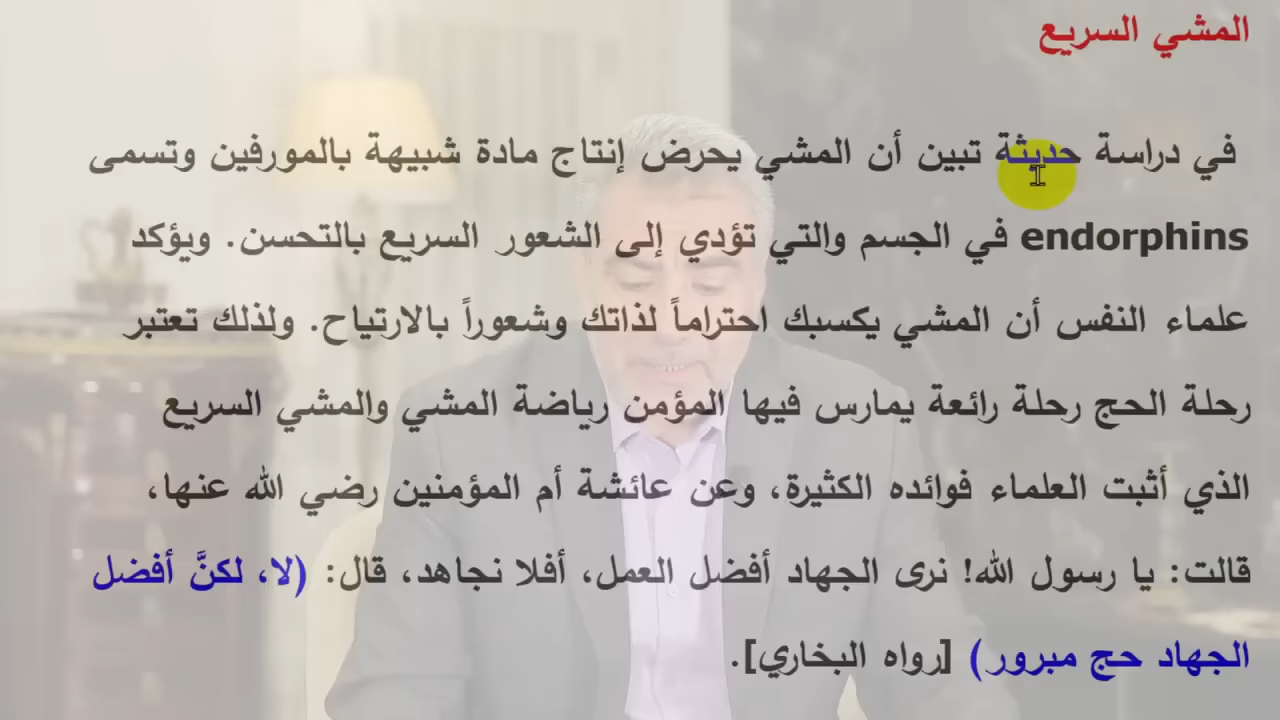 المشي السريع
في دراسة حديثة تبين أن المشي يحرض إنتاج مادة شبيهة بالمورفين وتسمى
endorphins في الجسم والتي تؤدي إلى الشعور السريع بالتحسن. ويؤكد
علماء النفس أن المشي يكسبك احتراماً لذاتك وشعوراً بالارتياح. ولذلك تعتبر
رحلة الحج رحلة رائعة يمارس فيها المؤمن رياضة المشي والمشي السريع
الذي أثبت العلماء فوائده الكثيرة، وعن عائشة أم المؤمنين رضي الله عنها،
قالت: يا رسول الله! نرى الجهاد أفضل العمل، أفلا نجاهد، قال: (لا، لكنَّ أفضل
الجهاد حج مبرور) [رواه البخاري].